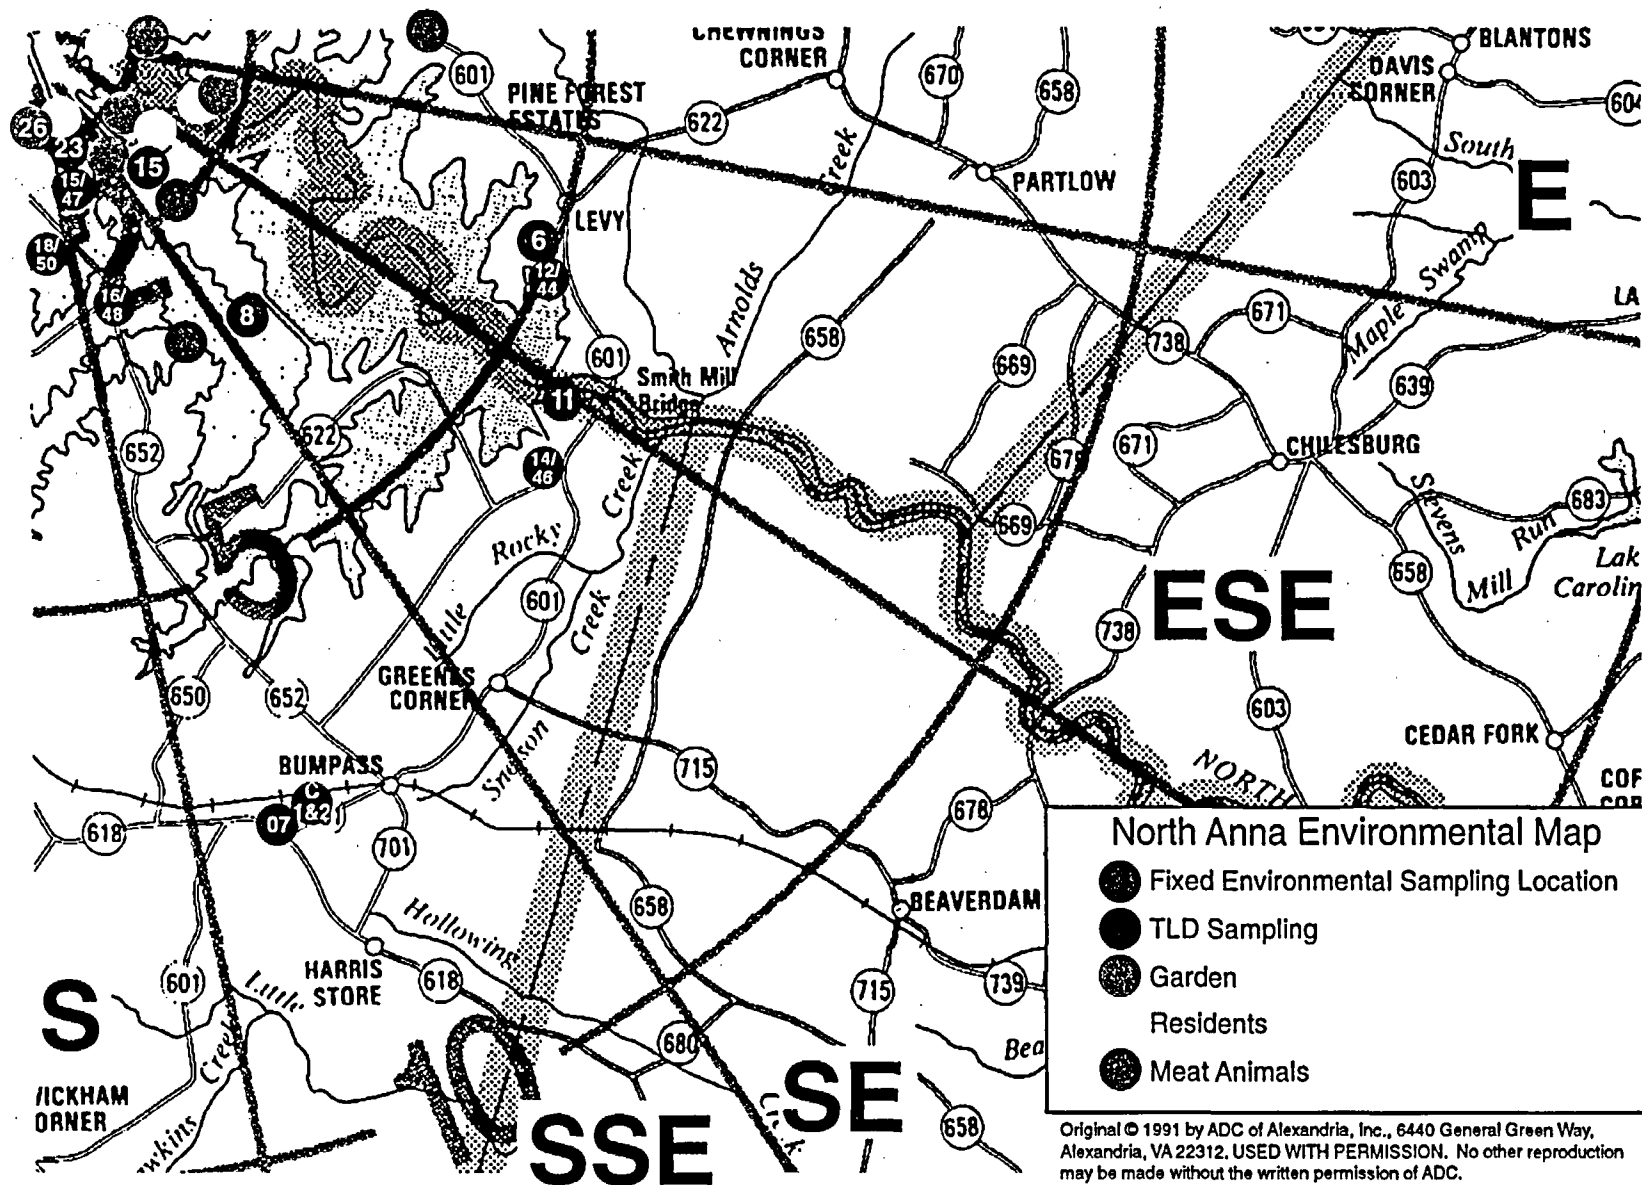 CHEWNINGS
CORNER
BLANTONS
DAVIS
CORNER
601
PINE FOREST
ESTATES
670
658
604
622
26
23
15
15/
47
Creek
PARTLOW
South
603
E
LEVY
6
12/
44
18/
50
16/
48
8
Arnolds
658
Maple Swamp
671
738
LA
601
Smith Mill
Bridge
669
639
11
652
622
14/
46
Creek
671
CHILESBURG
Stevens
Mill
Run
683
669
Rocky
Little
601
Creek
5
658
Lak
Carolin
ESE
738
GREENES
CORNER
650
652
603
CEDAR FORK
BUMPASS
715
NORTH
C
1&2
07
618
701
678
North Anna Environmental Map
Fixed Environmental Sampling Location
TLD Sampling
Garden
Residents
Meat Animals
658
BEAVERDAM
Hollowing
HARRIS
STORE
618
601
Little
Creek
715
739
S
680
Bea
10
SE
SSE
Creek
658
Original © 1991 by ADC of Alexandria, Inc., 6440 General Green Way,
Alexandria, VA 22312. USED WITH PERMISSION. No other reproduction
may be made without the written permission of ADC.